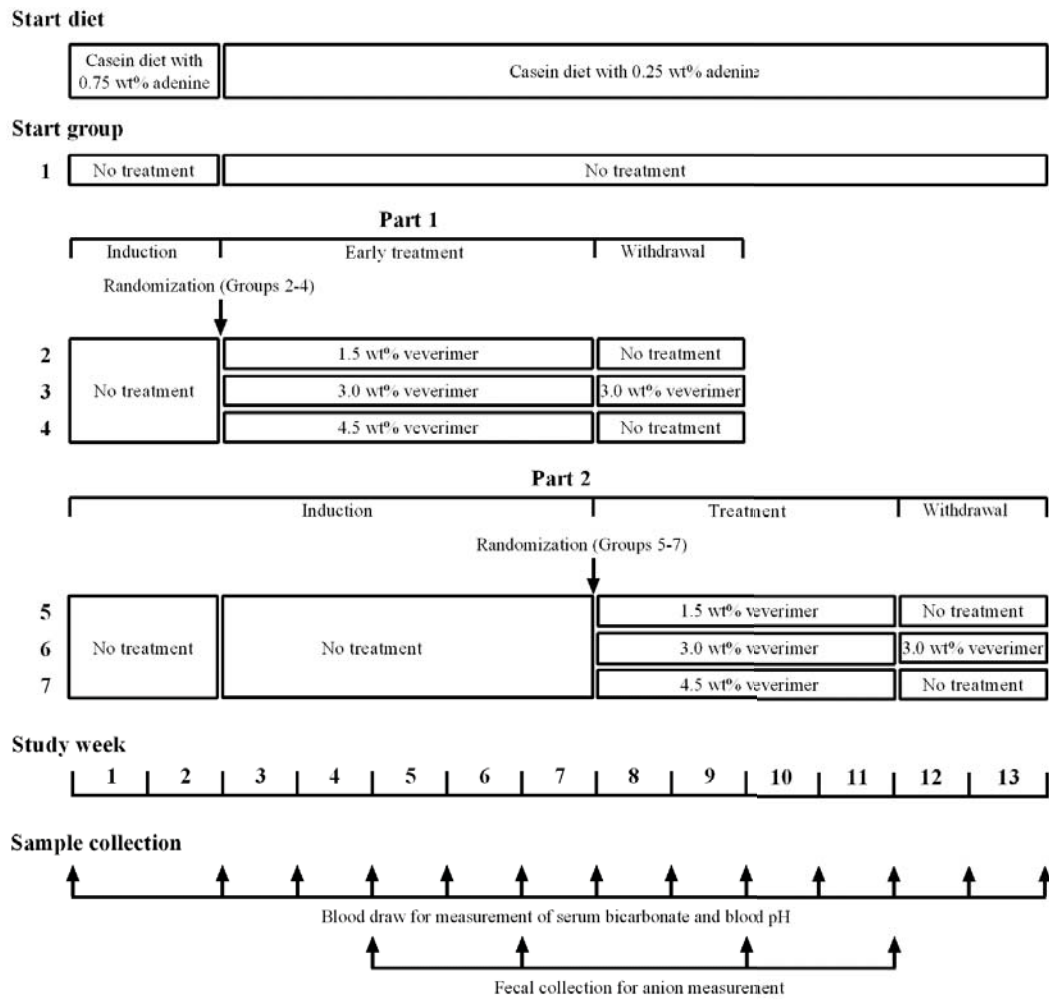 Start diet
Casein diet with
0.75 wt% adenine
Casein diet with 0.25 wt% adenine
Start group
1
No treatment
No treatment
Part 1
Induction
Early treatment
Withdrawal
Randomization (Groups 2-4)
2
1.5 wt% veverimer
No treatment
3
No treatment
3.0 wt% veverimer
3.0 wt% veverimer
4
4.5 wt% veverimer
No treatment
Part 2
Induction
Treatment
Withdrawal
Randomization (Groups 5-7)
5
1.5 wt% veverimer
No treatment
6
No treatment
No treatment
3.0 wt% veverimer
3.0 wt% veverimer
7
4.5 wt% veverimer
No treatment
Study week
1 2 3 4 5 6 7 8 9 10 11 12 13
Sample collection
Blood draw for measurement of serum bicarbonate and blood pH
Fecal collection for anion measurement